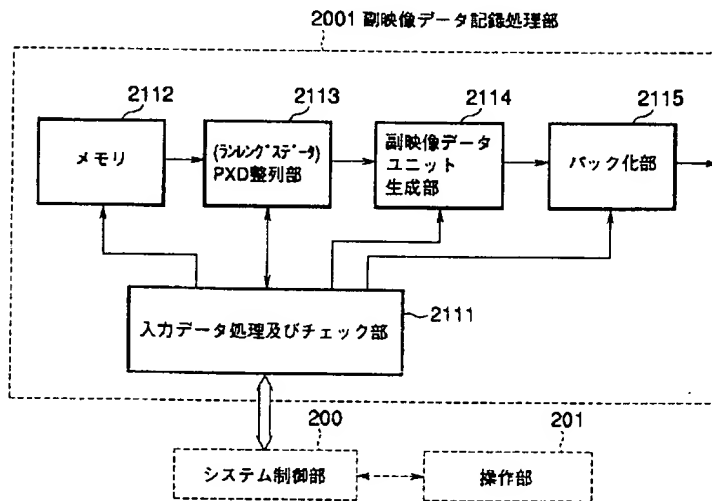 2001 副映像データ記録処理部
2112
2113
2114
2115
メモリ
(ランレングスデータ)
PXD整列部
副映像データ
ユニット
生成部
パック化部
入力データ処理及びチェック部
2111
200
201
システム制御部
操作部